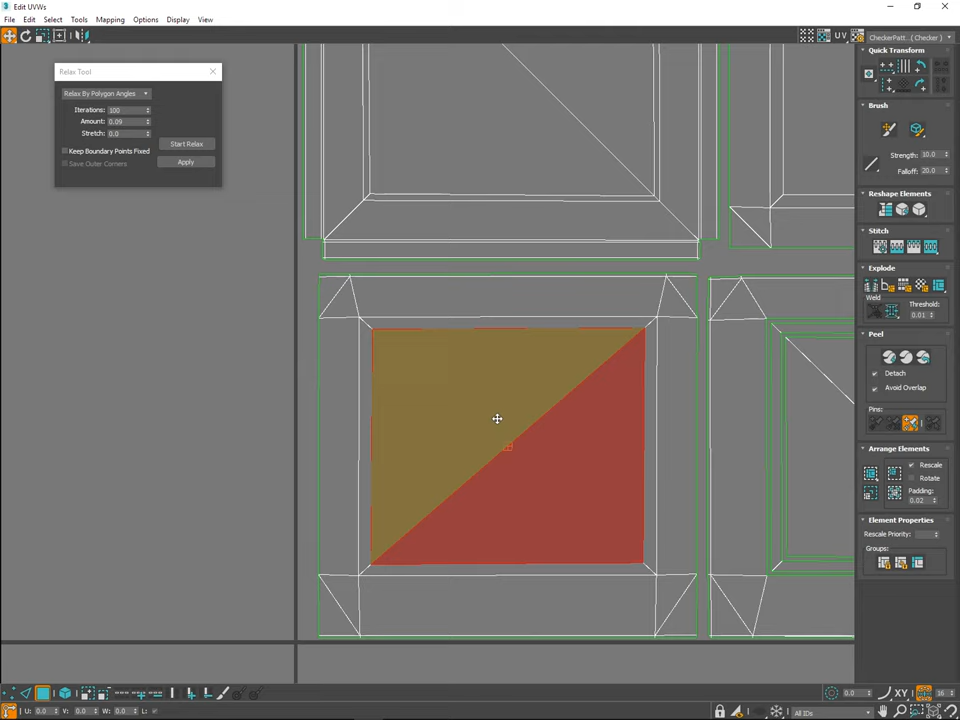 Edit UVWs
File Edit Select Tools Mapping Options Display View
UV CheckerPatt... ( Checker )
Relax Tool
Relax By Polygon Angles
Iterations: 100
Amount: 0.09
Stretch: 0.0
Start Relax
Keep Boundary Points Fixed
Apply
Save Outer Corners
Quick Transform
Brush
Strength: 10.0
Falloff: 20.0
Reshape Elements
Stitch
Explode
Weld
Threshold:
0.01
Peel
Detach
Avoid Overlap
Pins:
Arrange Elements
Rescale
Rotate
Padding:
0.02
Element Properties
Rescale Priority:
Groups:
0.0 XY 16
U: 0.0 V: 0.0 W: 0.0 L: All IDs